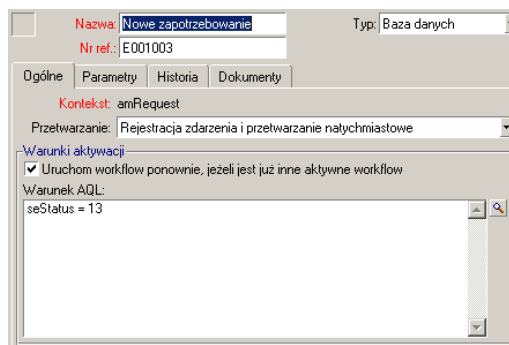 Nazwa: Nowe zapotrzebowanie Typ: Baza danych
Nr ref.: E001003
Ogólne Parametry Historia Dokumenty
Kontekst: amRequest
Przetwarzanie: Rejestracja zdarzenia i przetwarzanie natychmiastowe
Warunki aktywacji
Uruchom workflow ponownie, jeżeli jest już inne aktywne workflow
Warunek AQL:
seStatus = 13